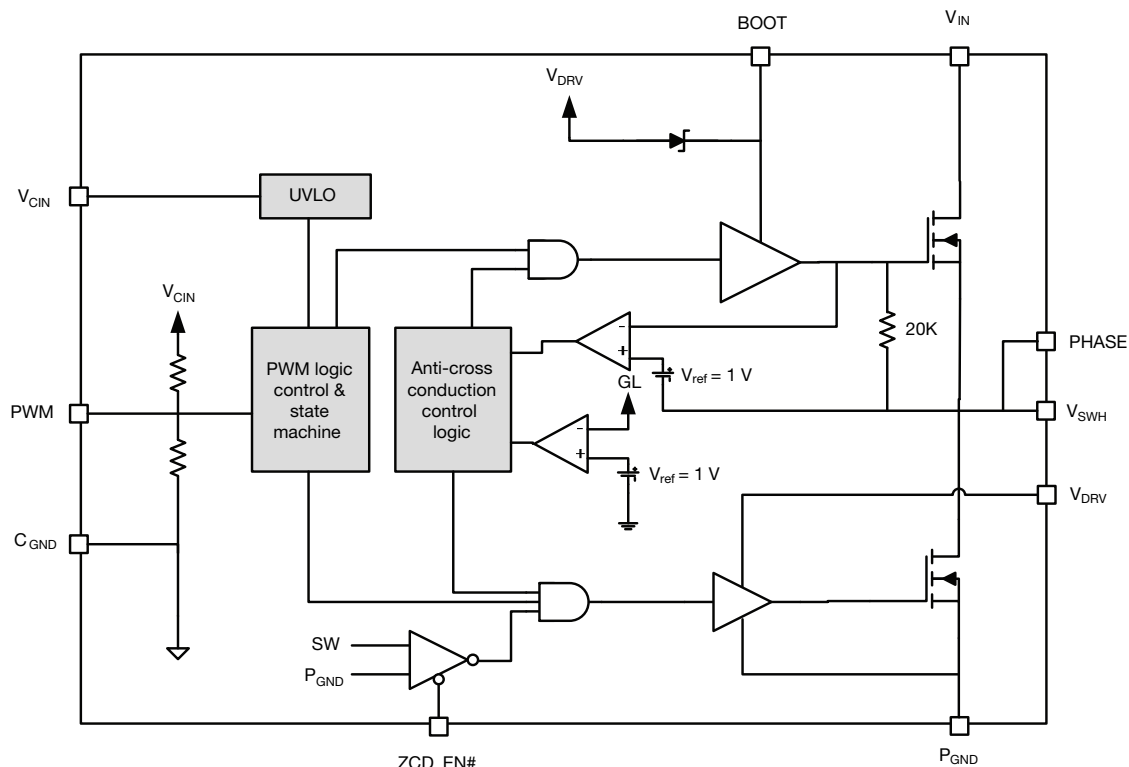 BOOT
VIN
VDRV
VCIN
UVLO
VCIN
20K
PHASE
PWM logic
control &
state
machine
Anti-cross
conduction
control
logic
-
+
Vref = 1 V
GL
PWM
VSWH
-
+
Vref = 1 V
VDRV
CGND
SW
PGND
ZCD_EN#
PGND